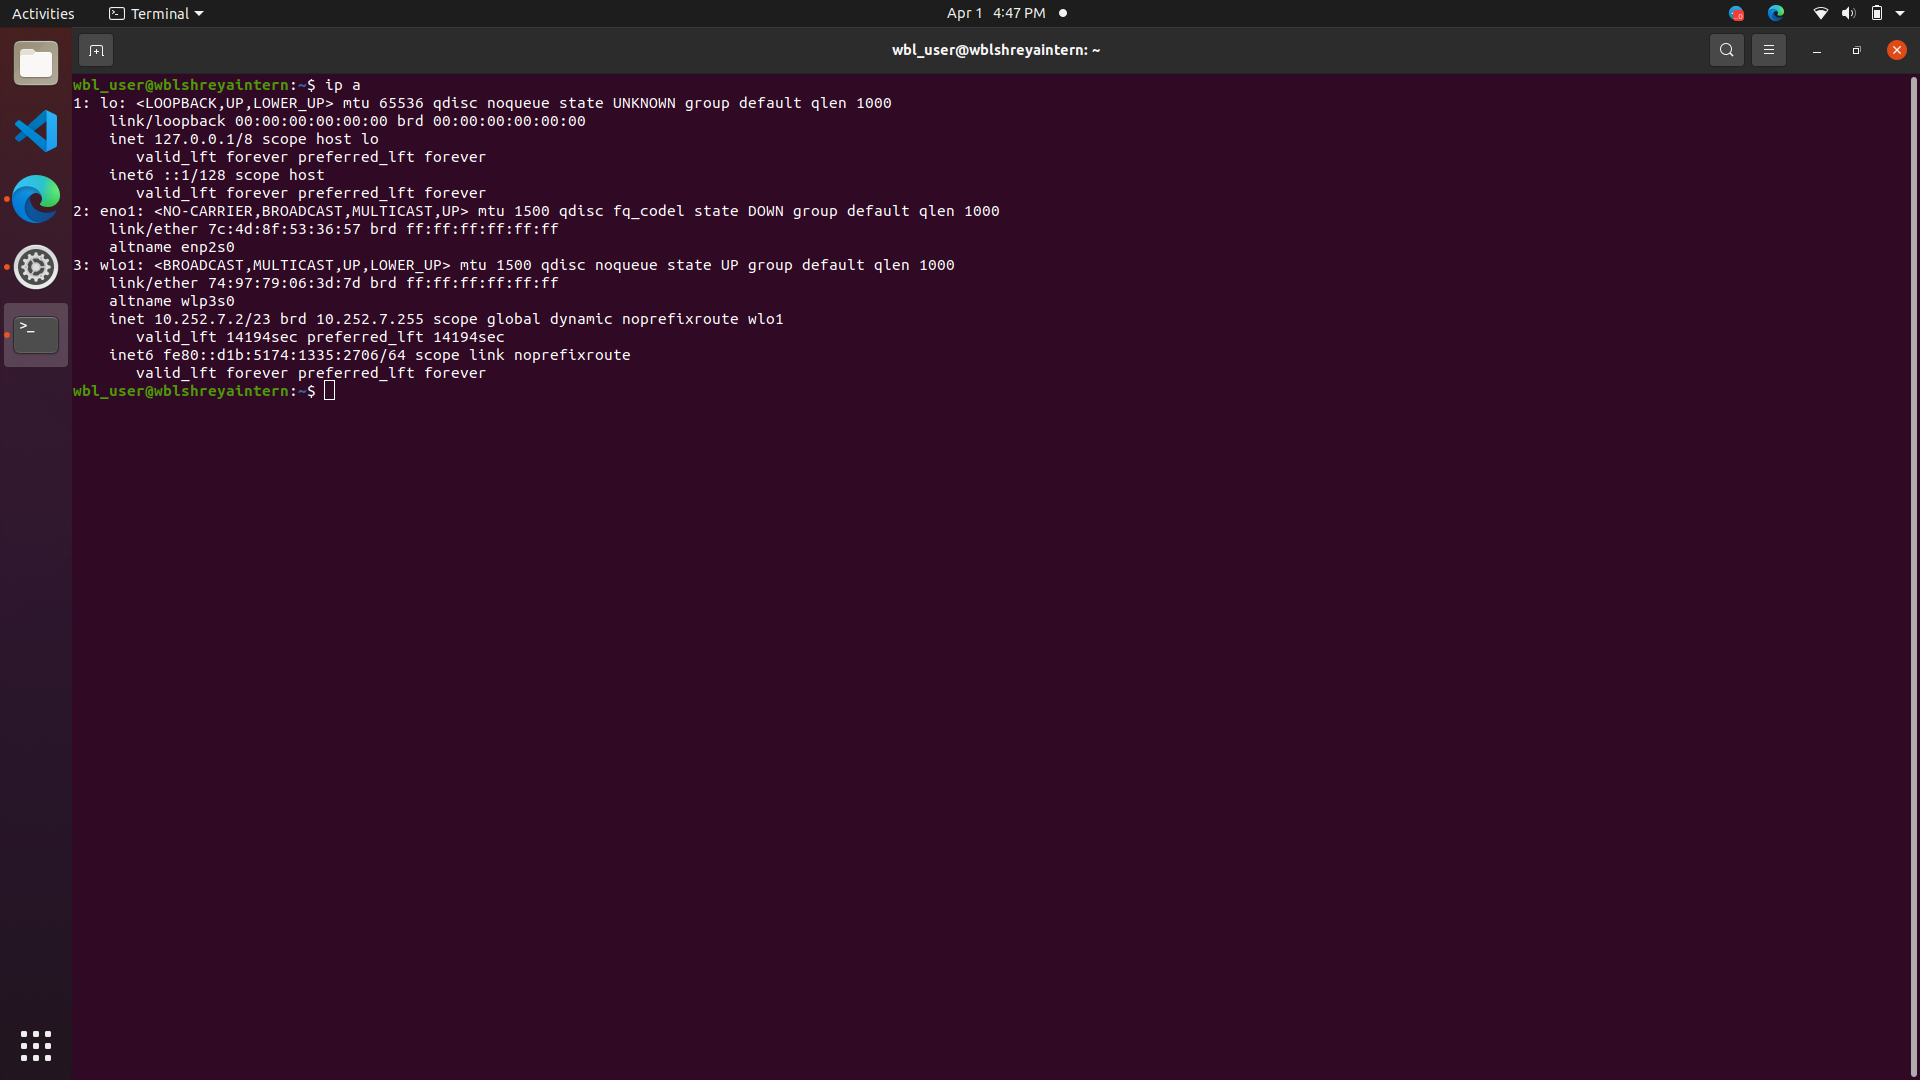 Activities
Terminal
Apr 1 4:47 PM
wbl_user@wblshreyaintern: ~
wbl_user@wblshreyaintern:~$ ip a
1: lo: <LOOPBACK,UP,LOWER_UP> mtu 65536 qdisc noqueue state UNKNOWN group default qlen 1000
    link/loopback 00:00:00:00:00:00 brd 00:00:00:00:00:00
    inet 127.0.0.1/8 scope host lo
       valid_lft forever preferred_lft forever
    inet6 ::1/128 scope host
       valid_lft forever preferred_lft forever
2: eno1: <NO-CARRIER,BROADCAST,MULTICAST,UP> mtu 1500 qdisc fq_codel state DOWN group default qlen 1000
    link/ether 7c:4d:8f:53:36:57 brd ff:ff:ff:ff:ff:ff
    altname enp2s0
3: wlo1: <BROADCAST,MULTICAST,UP,LOWER_UP> mtu 1500 qdisc noqueue state UP group default qlen 1000
    link/ether 74:97:79:06:3d:7d brd ff:ff:ff:ff:ff:ff
    altname wlp3s0
    inet 10.252.7.2/23 brd 10.252.7.255 scope global dynamic noprefixroute wlo1
       valid_lft 14194sec preferred_lft 14194sec
    inet6 fe80::d1b:5174:1335:2706/64 scope link noprefixroute
       valid_lft forever preferred_lft forever
wbl_user@wblshreyaintern:~$